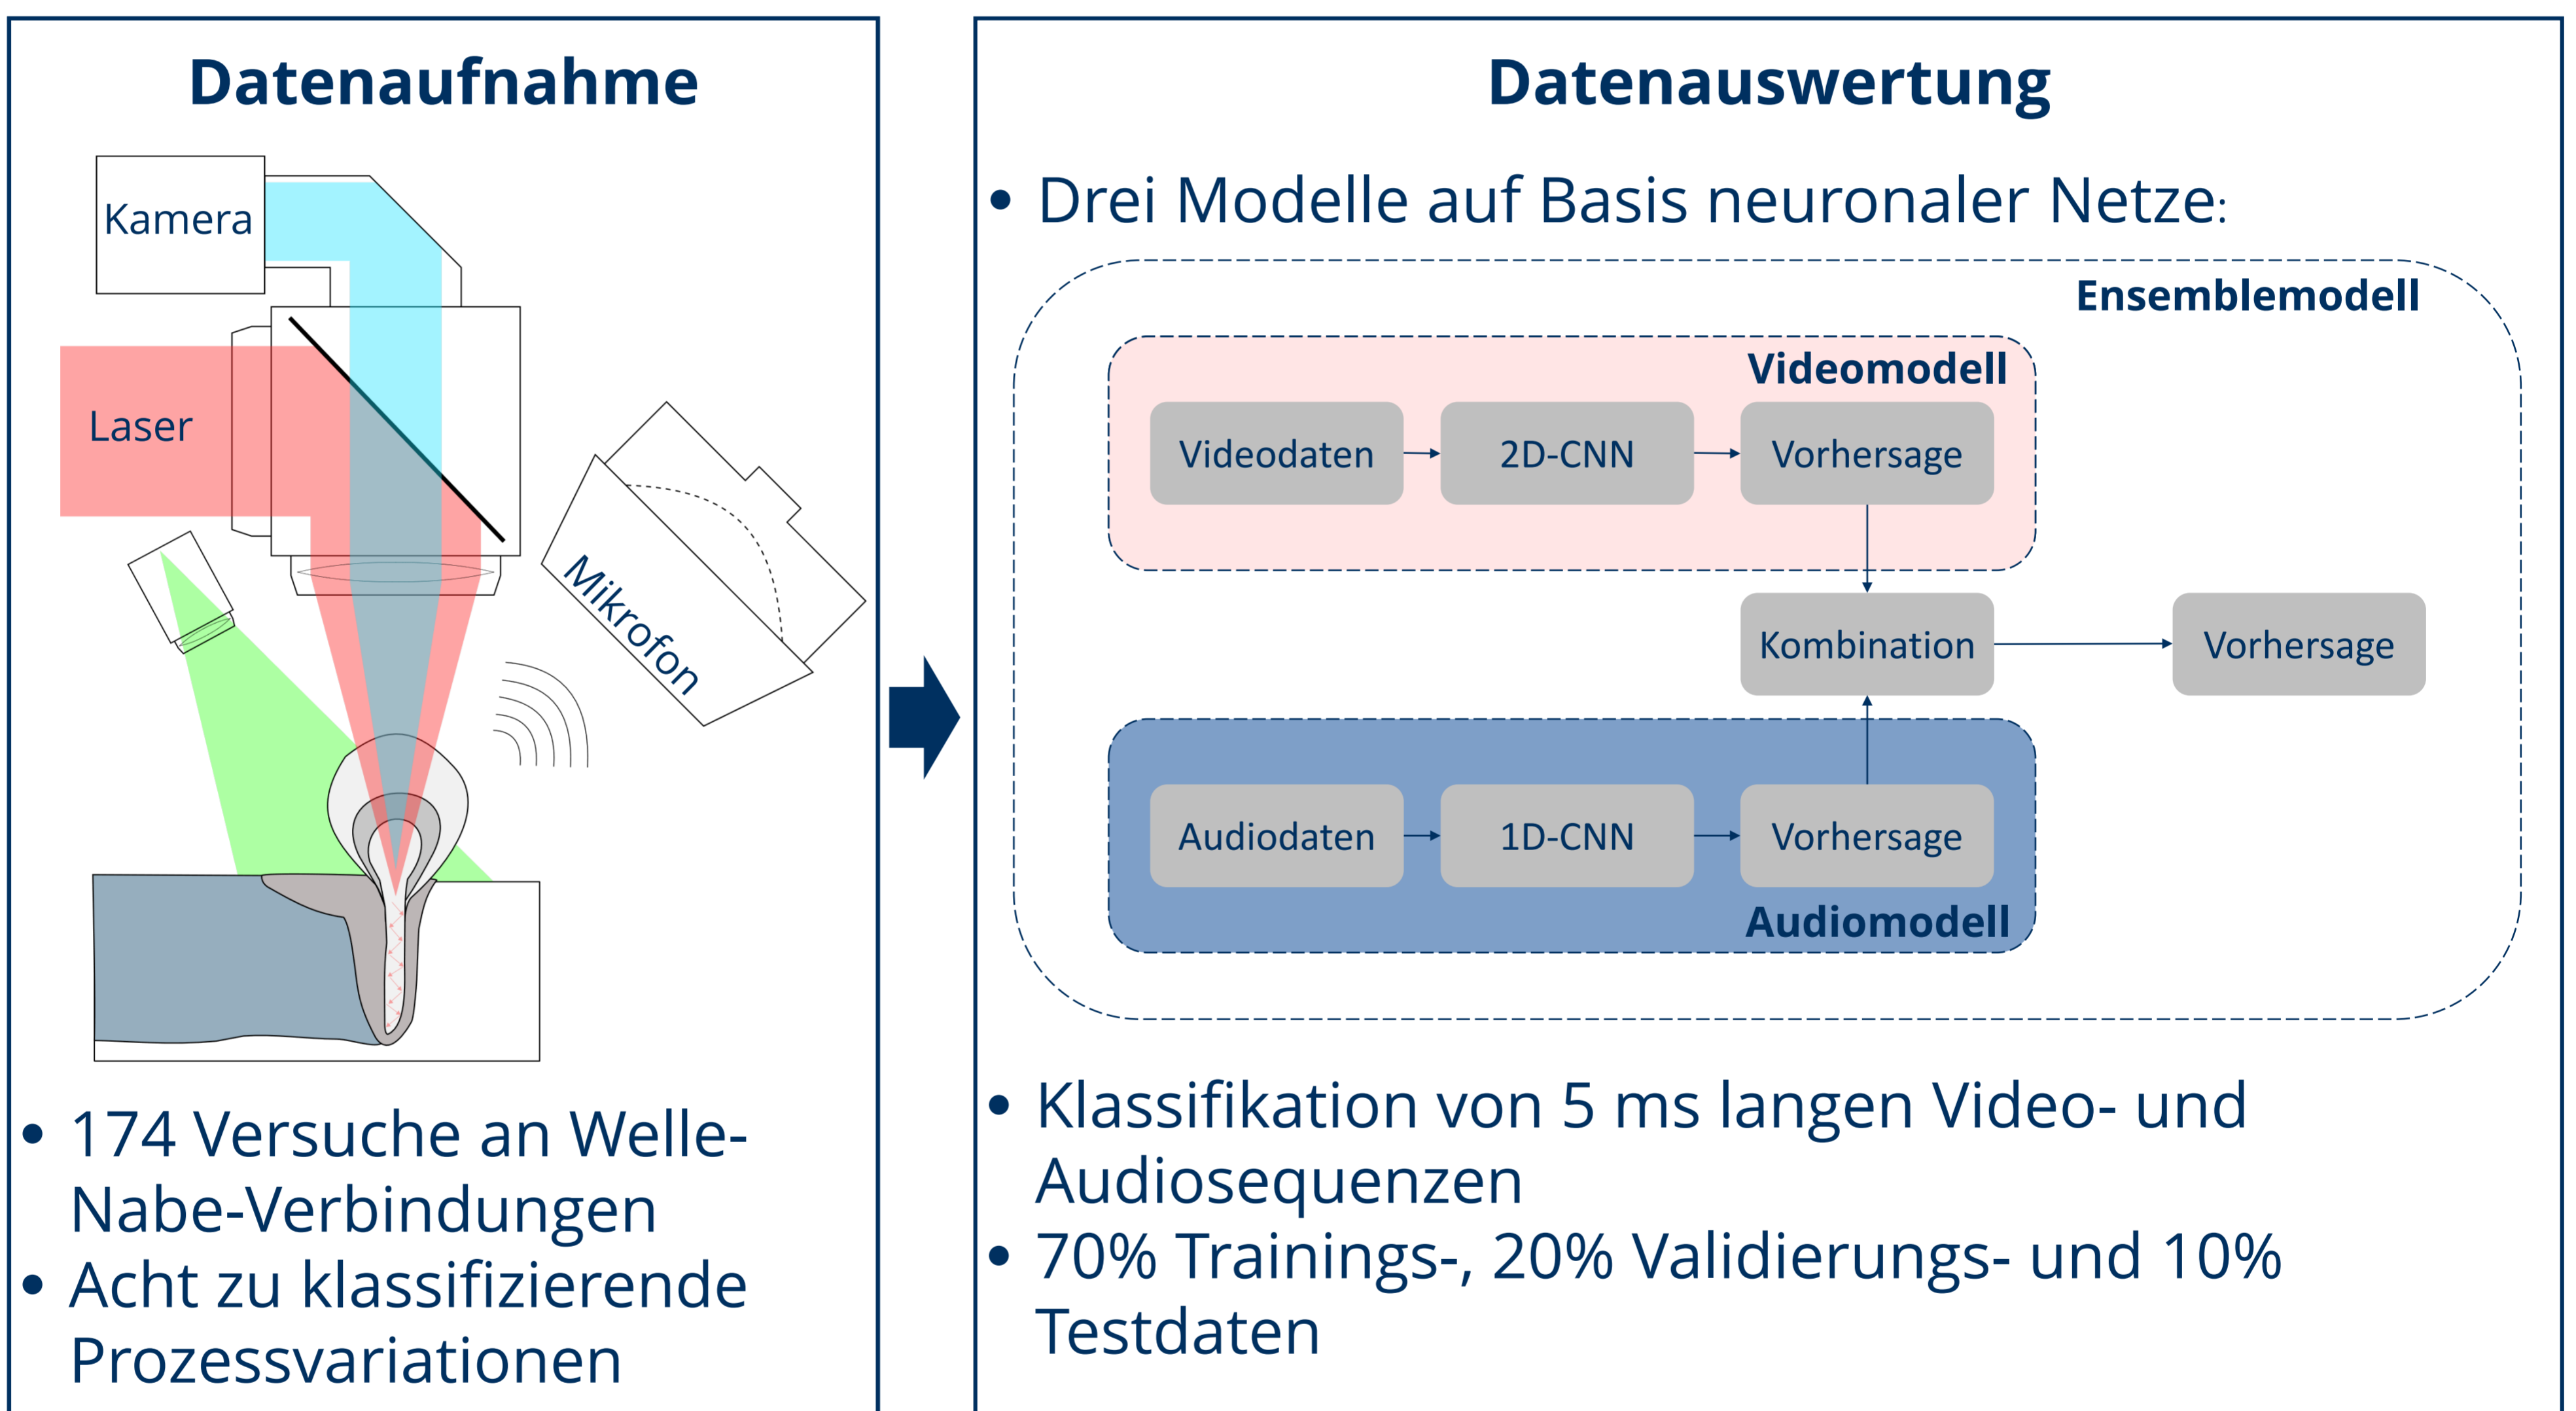 Datenaufnahme
Kamera
Laser
Mikrofon
• 174 Versuche an Welle-
Nabe-Verbindungen
• Acht zu klassifizierende
Prozessvariationen
Datenauswertung
• Drei Modelle auf Basis neuronaler Netze:
Ensemblemodell
Videomodell
Videodaten
2D-CNN
Vorhersage
Kombination
Vorhersage
Audiodaten
1D-CNN
Vorhersage
Audiomodell
• Klassifikation von 5 ms langen Video- und
Audiosequenzen
• 70% Trainings-, 20% Validierungs- und 10%
Testdaten